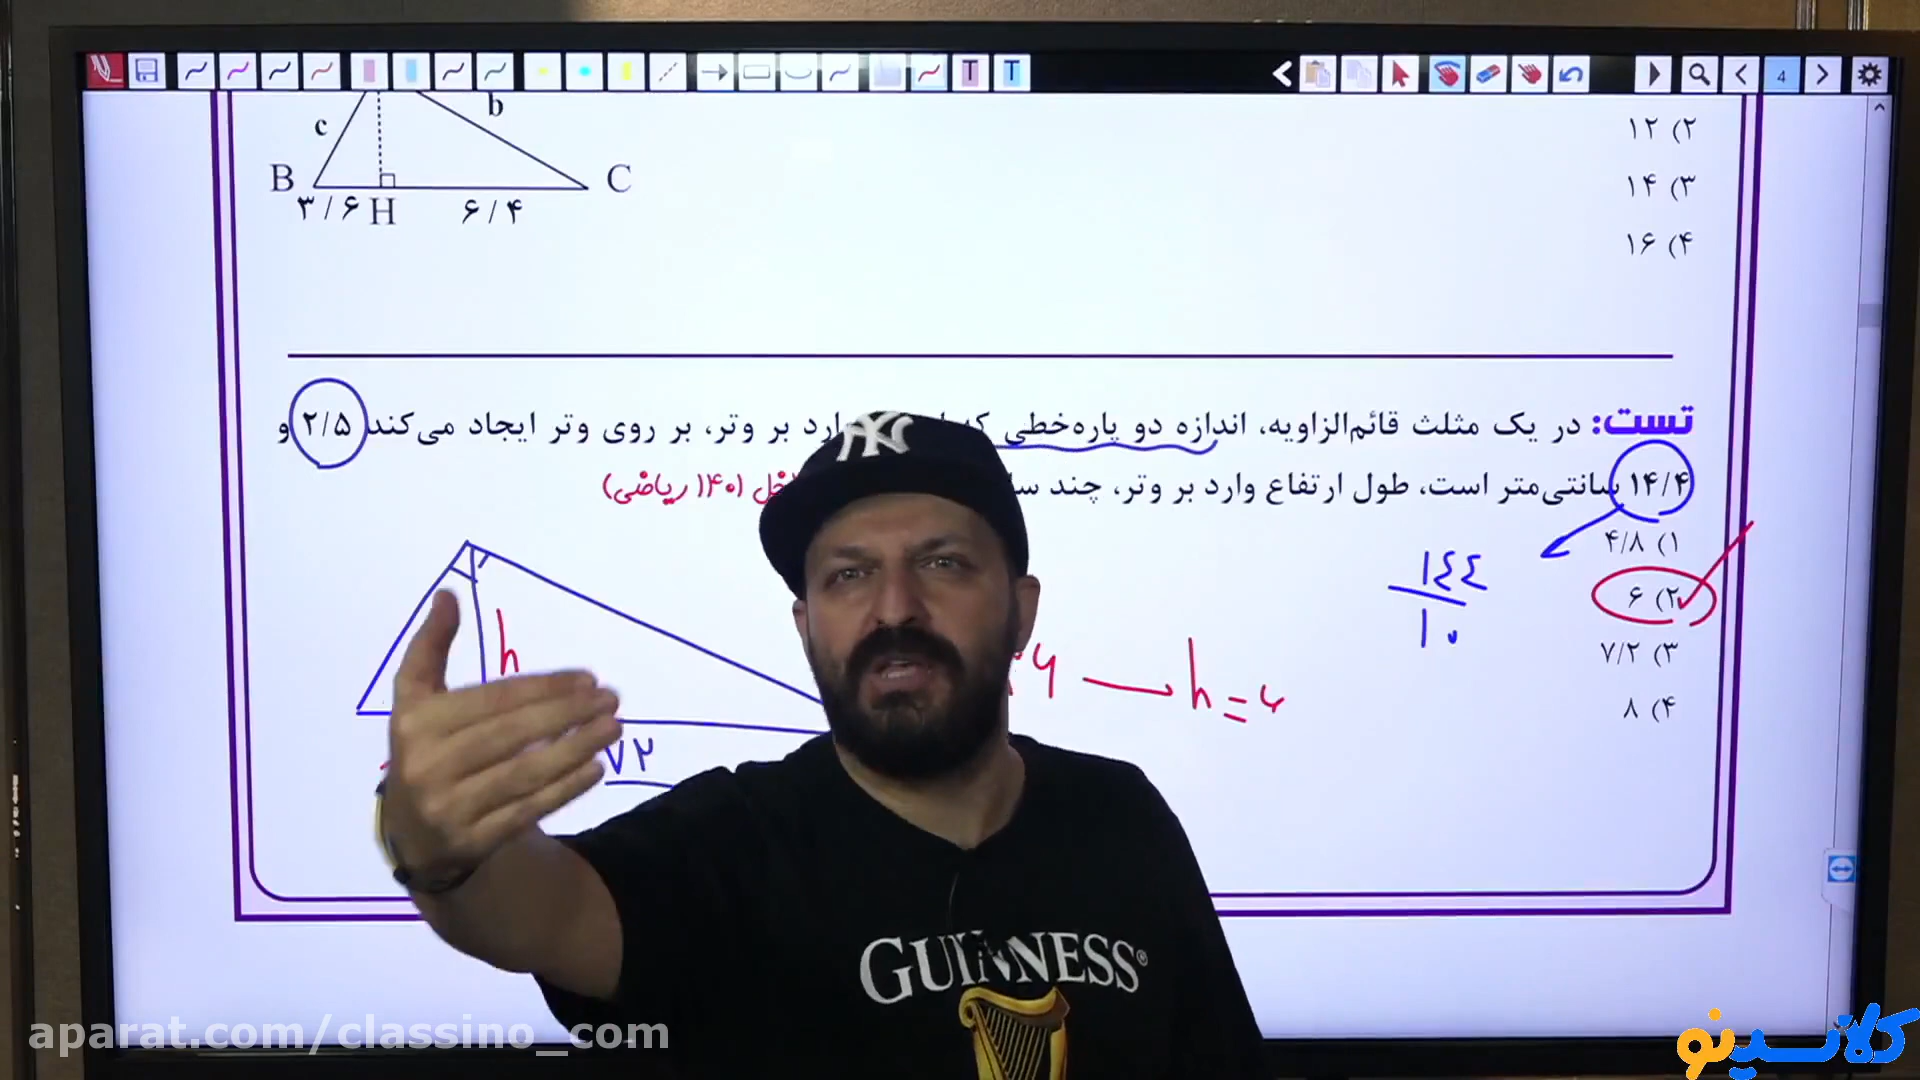 c
b
B
C
۳/۶ H ۶/۴
۲) ۱۲
۳) ۱۴
۴) ۱۶
تست: در یک مثلث قائم‌الزاویه، اندازه دو پاره‌خطی که وارد بر وتر، بر روی وتر ایجاد می‌کند ۲/۵ و
۱۴/۴ سانتی‌متر است، طول ارتفاع وارد بر وتر، چند (۱۴۰۱ ریاضی)
۱) ۴/۸
۲) ۶
۳) ۷/۲
۴) ۸
۱۴۴
۱۰
h
۷۲
h = ۶
T T
4
GUINNESS
aparat.com/classino_com
کلاسینو